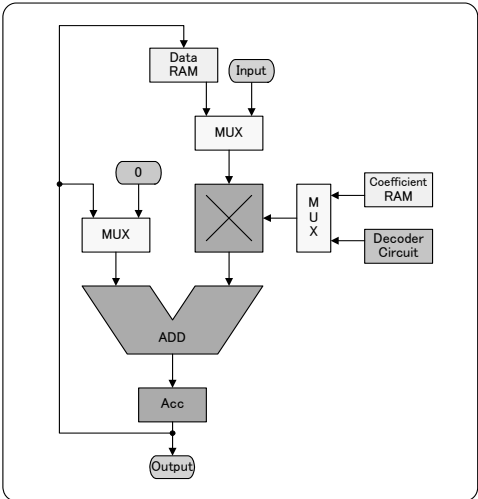 Data
RAM
Input
MUX
0
MUX
M
U
X
Coefficient
RAM
Decoder
Circuit
ADD
Acc
Output